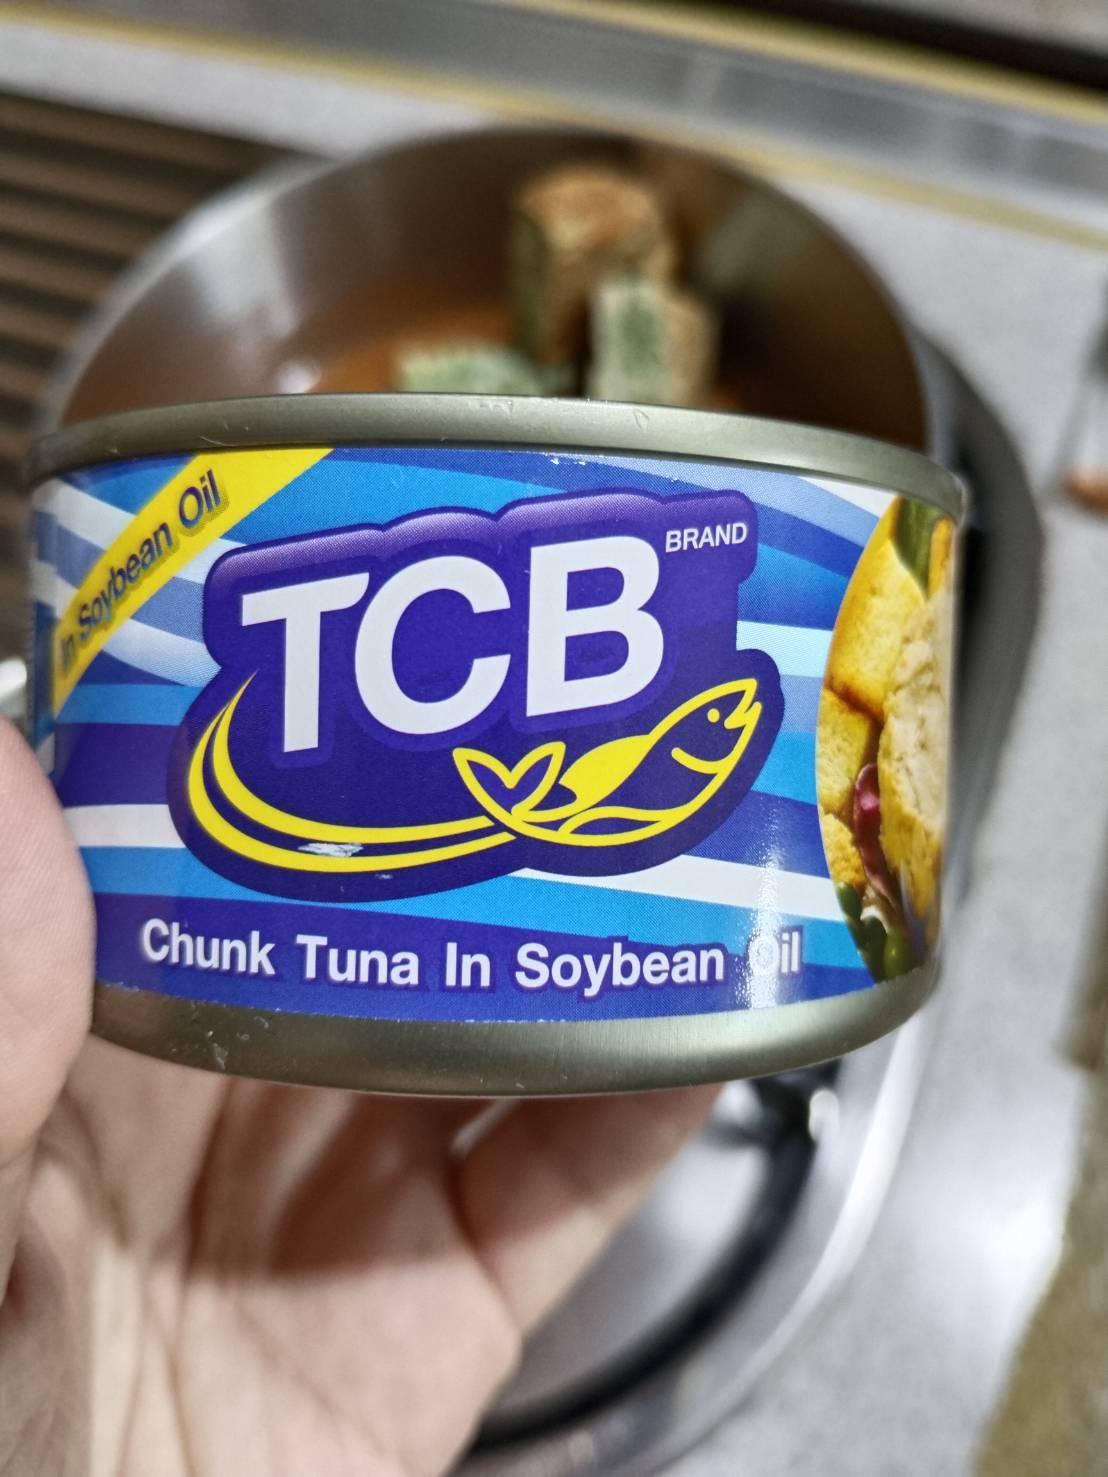 In Soybean Oil
TCB
BRAND
Chunk Tuna In Soybean Oil